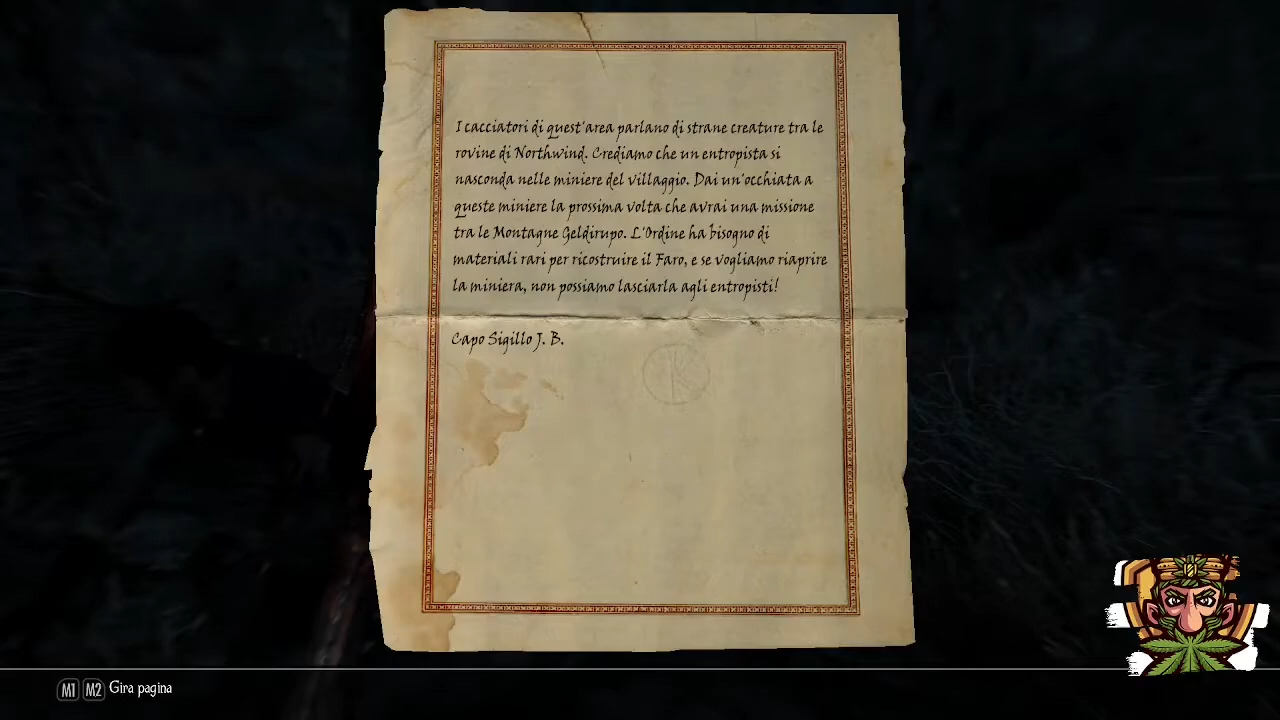 I cacciatori di quest'area parlano di strane creature tra le
rovine di Northwind. Crediamo che un entropista si
nasconda nelle miniere del villaggio. Dai un'occhiata a
queste miniere la prossima volta che avrai una missione
tra le Montagne Geldirupo. L'Ordine ha bisogno di
materiali rari per ricostruire il Faro, e se vogliamo riaprire
la miniera, non possiamo lasciarla agli entropisti!
Capo Sigillo J. B.
M1 M2 Gira pagina